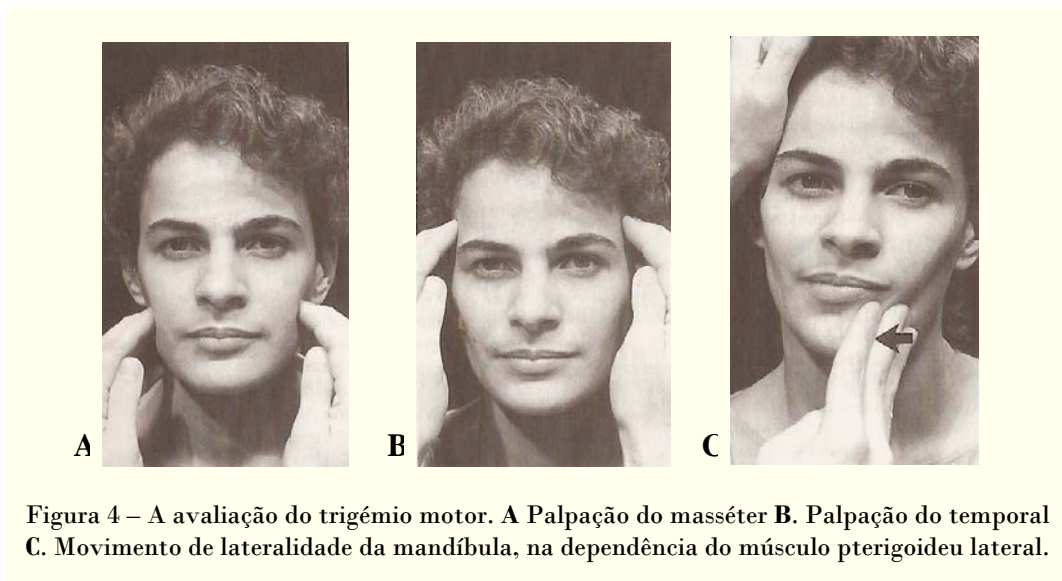 A B C
Figura 4 – A avaliação do trigémio motor. A Palpação do masséter B. Palpação do temporal
C. Movimento de lateralidade da mandíbula, na dependência do músculo pterigoideu lateral.